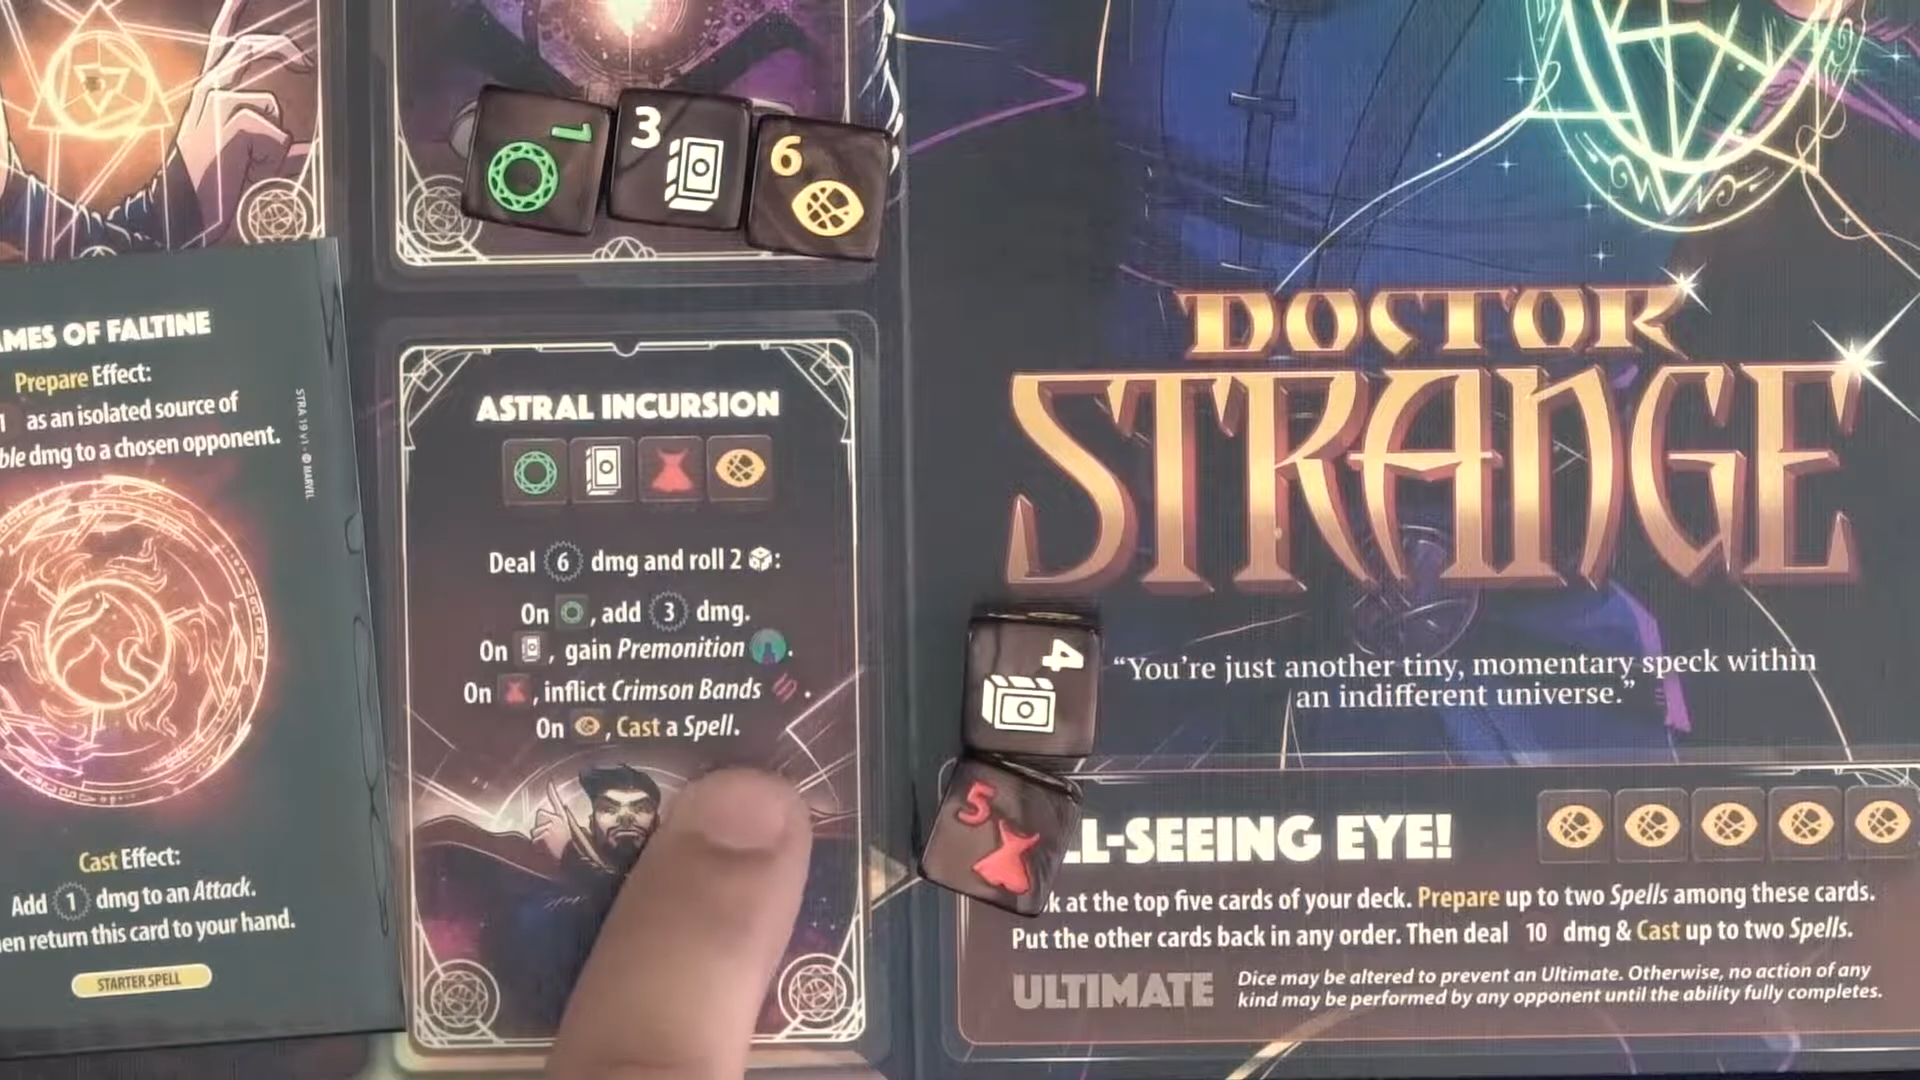 1
3
6
AMES OF FALTINE
Prepare Effect:
1 as an isolated source of
ble dmg to a chosen opponent.
STRA 19 V1 - © MARVEL
Cast Effect:
Add 1 dmg to an Attack.
en return this card to your hand.
STARTER SPELL
ASTRAL INCURSION
Deal 6 dmg and roll 2 :
On , add 3 dmg.
On , gain Premonition .
On , inflict Crimson Bands .
On , Cast a Spell.
4
5
DOCTOR
STRANGE
“You’re just another tiny, momentary speck within
an indifferent universe.”
LL-SEEING EYE!
k at the top five cards of your deck. Prepare up to two Spells among these cards.
Put the other cards back in any order. Then deal 10 dmg & Cast up to two Spells.
ULTIMATE
Dice may be altered to prevent an Ultimate. Otherwise, no action of any
kind may be performed by any opponent until the ability fully completes.